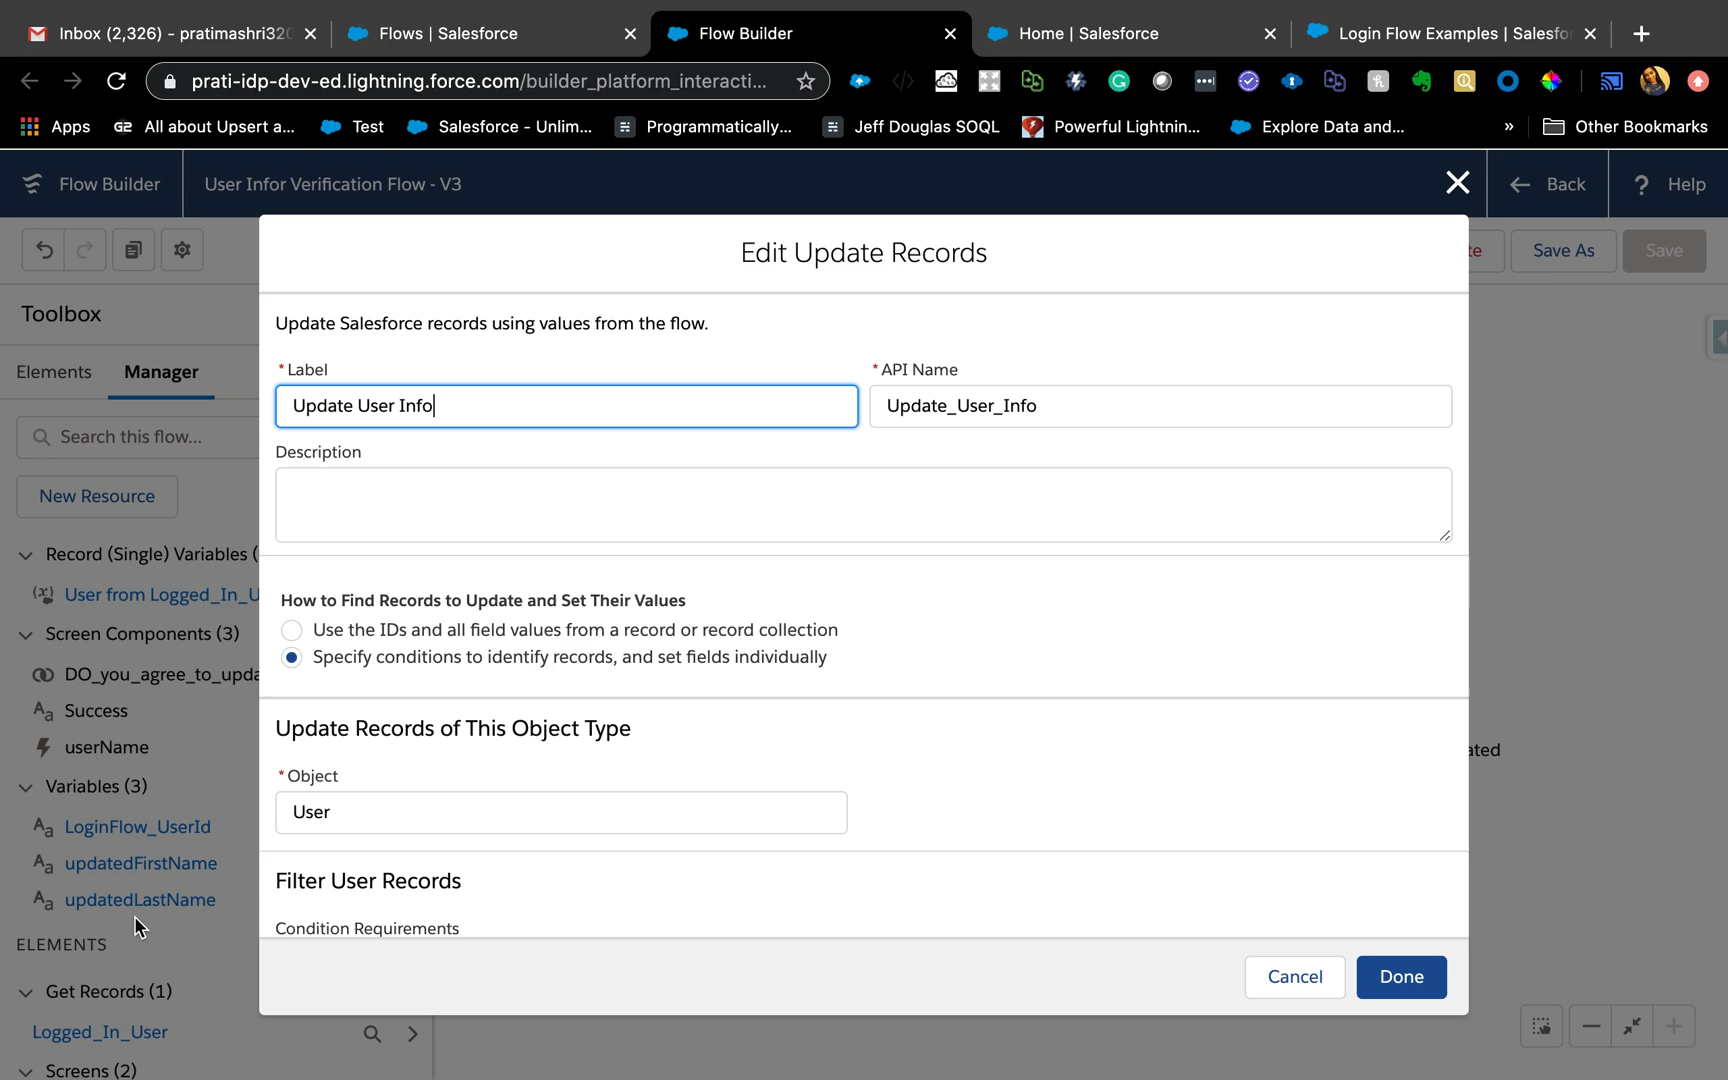 Inbox (2,326) - pratimashri320
Flows | Salesforce
Flow Builder
Home | Salesforce
Login Flow Examples | Salesfo
prati-idp-dev-ed.lightning.force.com/builder_platform_interacti...
Apps
G2 All about Upsert a...
Test
Salesforce - Unlim...
Programmatically...
Jeff Douglas SOQL
Powerful Lightnin...
Explore Data and...
»
Other Bookmarks
Flow Builder
User Infor Verification Flow - V3
Back
? Help
te
Save As
Save
Toolbox
Elements
Manager
Search this flow...
New Resource
Record (Single) Variables (
User from Logged_In_U
Screen Components (3)
DO_you_agree_to_upda
Success
userName
Variables (3)
LoginFlow_UserId
updatedFirstName
updatedLastName
ELEMENTS
Get Records (1)
Logged_In_User
Screens (2)
Edit Update Records
Update Salesforce records using values from the flow.
* Label
Update User Info
* API Name
Update_User_Info
Description
How to Find Records to Update and Set Their Values
Use the IDs and all field values from a record or record collection
Specify conditions to identify records, and set fields individually
Update Records of This Object Type
* Object
User
Filter User Records
Condition Requirements
Cancel
Done
ated